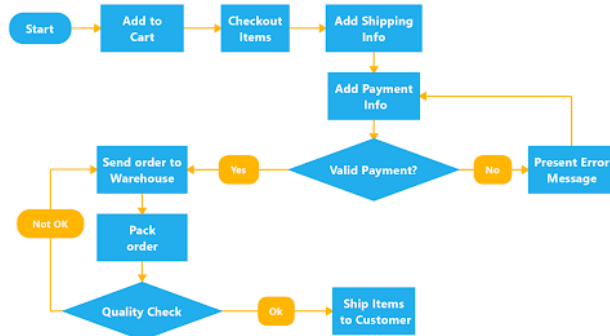 Start
Add to
Cart
Checkout
Items
Add Shipping
Info
Add Payment
Info
Send order to
Warehouse
Yes
Valid Payment?
No
Present Error
Message
Not OK
Pack
order
Quality Check
Ok
Ship Items
to Customer